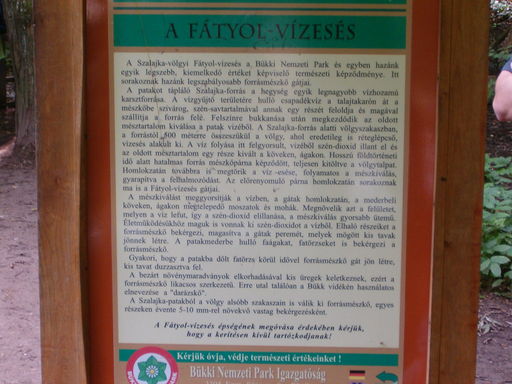 A FÁTYOL-VÍZESÉS
A Szalajka-völgyi Fátyol-vízesés a Bükki Nemzeti Park és egyben hazánk
egyik legszebb, kiemelkedő értéket képviselő természeti képződménye. Itt
sorakoznak hazánk legszabályosabb forrásmészkő gátjai.
A patakot tápláló Szalajka-forrás a hegység egyik legnagyobb vízhozamú
karsztforrása. A vízgyűjtő területére hulló csapadékvíz a talajtakarón át a
mészkőbe szivárog, szén-savtartalmával annak egy részét feloldja és magával
szállítja a forrás felé. Felszínre bukkanása után megkezdődik az oldott
mésztartalom kiválása a patak vizéből. A Szalajka-forrás alatti völgyszakaszban,
a forrástól 500 méterre összeszűkül a völgy, ahol eredetileg is réteglépcső,
vízesés alakult ki. A víz folyása itt felgyorsult, vizéből szén-dioxid illant el és
az oldott mésztartalom egy része kivált a köveken, ágakon. Hosszú földtörténeti
idő alatt hatalmas forrás mészkőpárna képződött, teljesen kitöltve a völgytalpat.
Homlokzatán továbbra is megtörik a víz -esése, folyamatos a mészkiválás,
gyarapítva a felhalmozódást. Az előrenyomuló párna homlokzatán sorakoznak
ma is a Fátyol-vízesés gátjai.
A mészkiválást meggyorsítják a vízben, a gátak homlokzatán, a mederbeli
köveken, ágakon megtelepedő moszatok és mohák. Megnövelik azt a felületet,
melyen a víz lefut, így a szén-dioxid elillanása, a mészkiválás gyorsabb ütemű.
Életműködésükhöz maguk is vonnak ki szén-dioxidot a vízből. Elhaló részeiket a
forrásmészkő bekérgezi, magasítva a gátak peremét, melyek mögött kis tavak
jönnek létre. A patakmederbe hulló faágakat, fatörzseket is bekérgezi a
forrásmészkő.
Gyakori, hogy a patakba dőlt fatörzs körül idővel forrásmészkő gát jön létre,
kis tavat duzzasztva fel.
A bezárt növénymaradványok elkorhadásával kis üregek keletkeznek, ezért a
forrásmészkő likacsos szerkezetű. Erre utal találóan a Bükk vidékén használatos
elnevezése a "darázskő".
A Szalajka-patakból a völgy alsóbb szakaszain is válik ki forrásmészkő, egyes
részeken évente 5-10 mm-rel növekvő vastag bekérgezésként.
A Fátyol-vízesés épségének megóvása érdekében kérjük,
hogy a kerítésen kívül tartózkodjanak!
Kérjük óvja, védje természeti értékeinket !
Bükki Nemzeti Park Igazgatóság